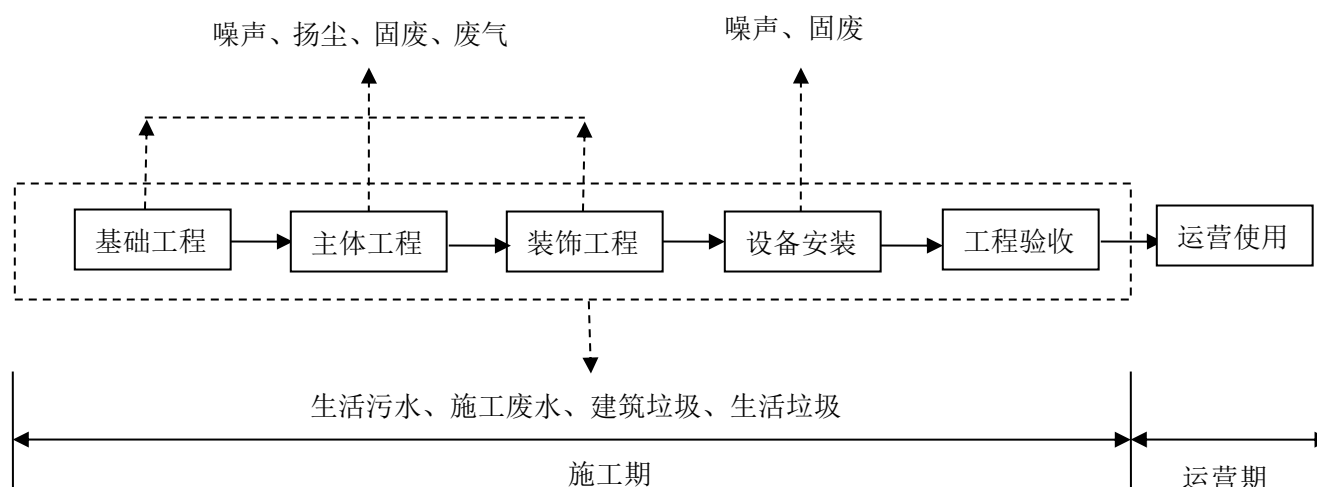 噪声、扬尘、固废、废气
噪声、固废
基础工程
主体工程
装饰工程
设备安装
工程验收
运营使用
生活污水、施工废水、建筑垃圾、生活垃圾
施工期
运营期